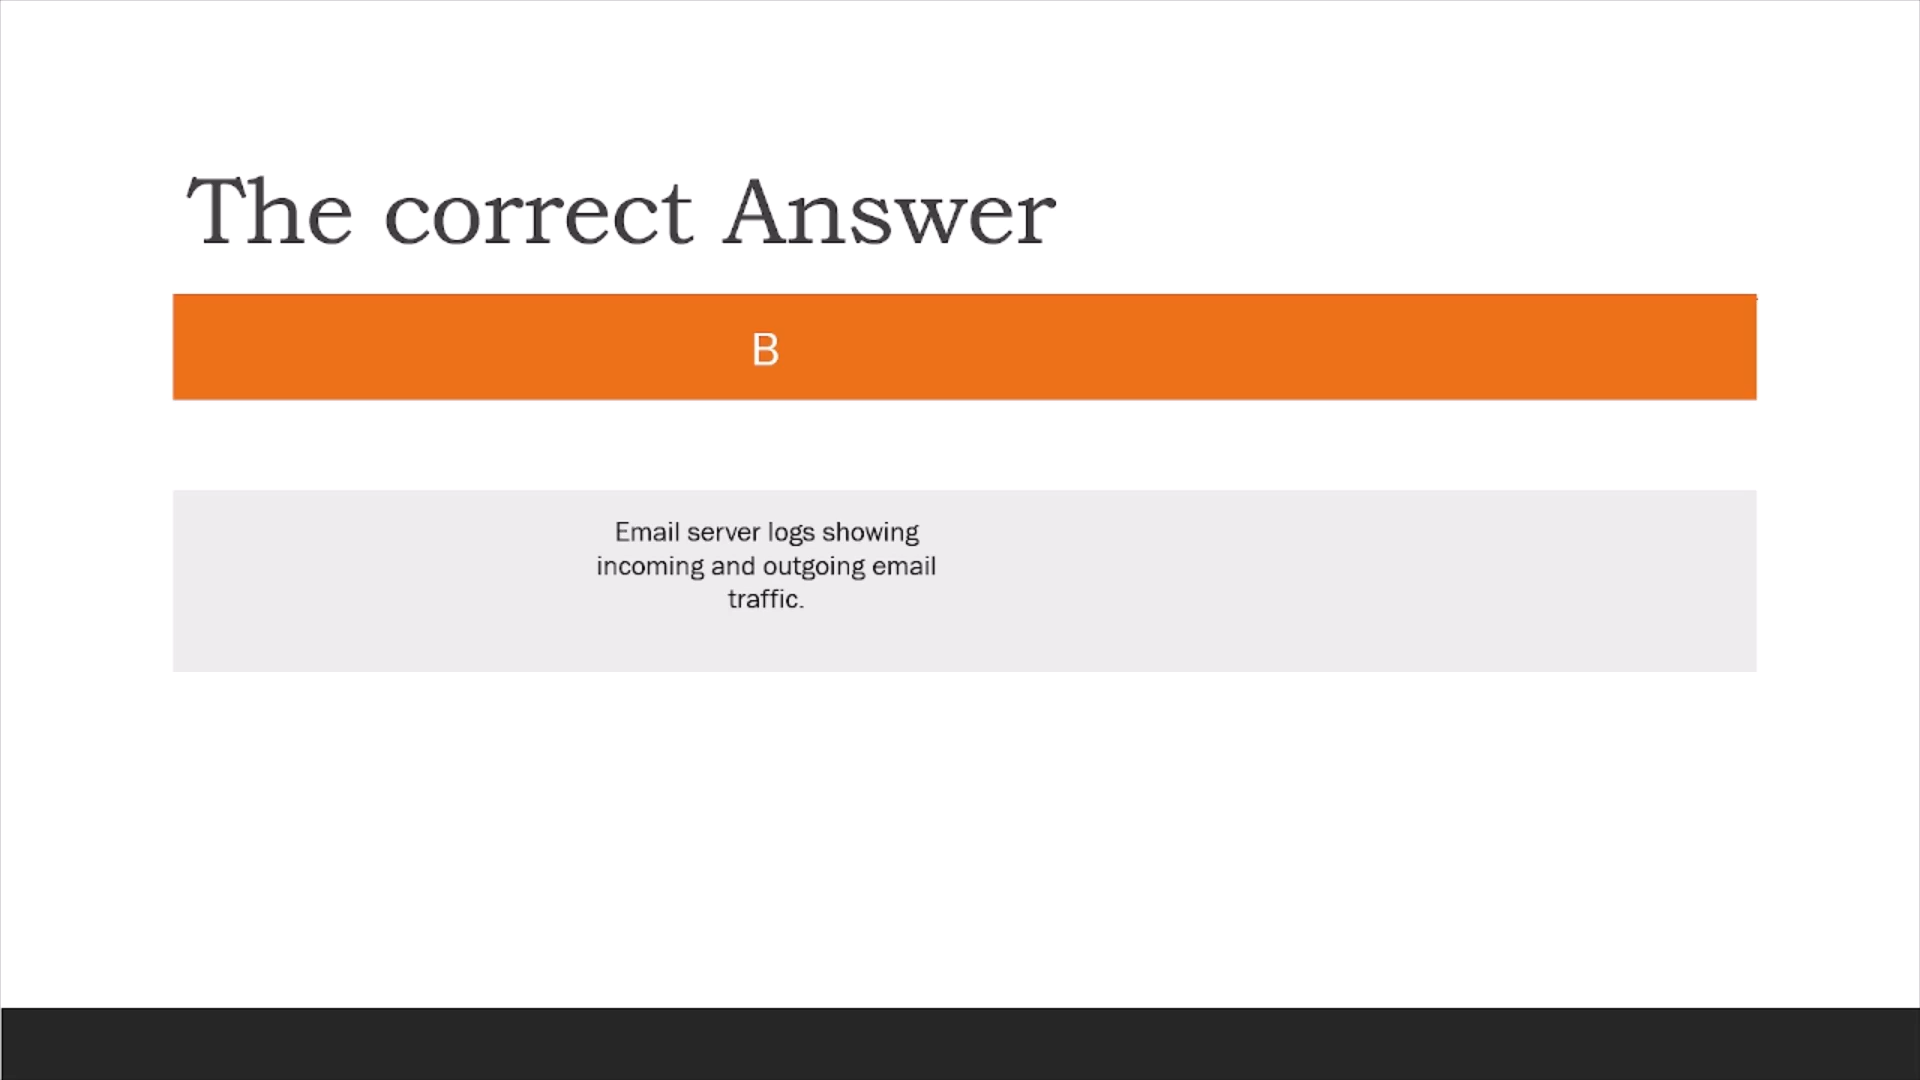 The correct Answer
B
Email server logs showing
incoming and outgoing email
traffic.